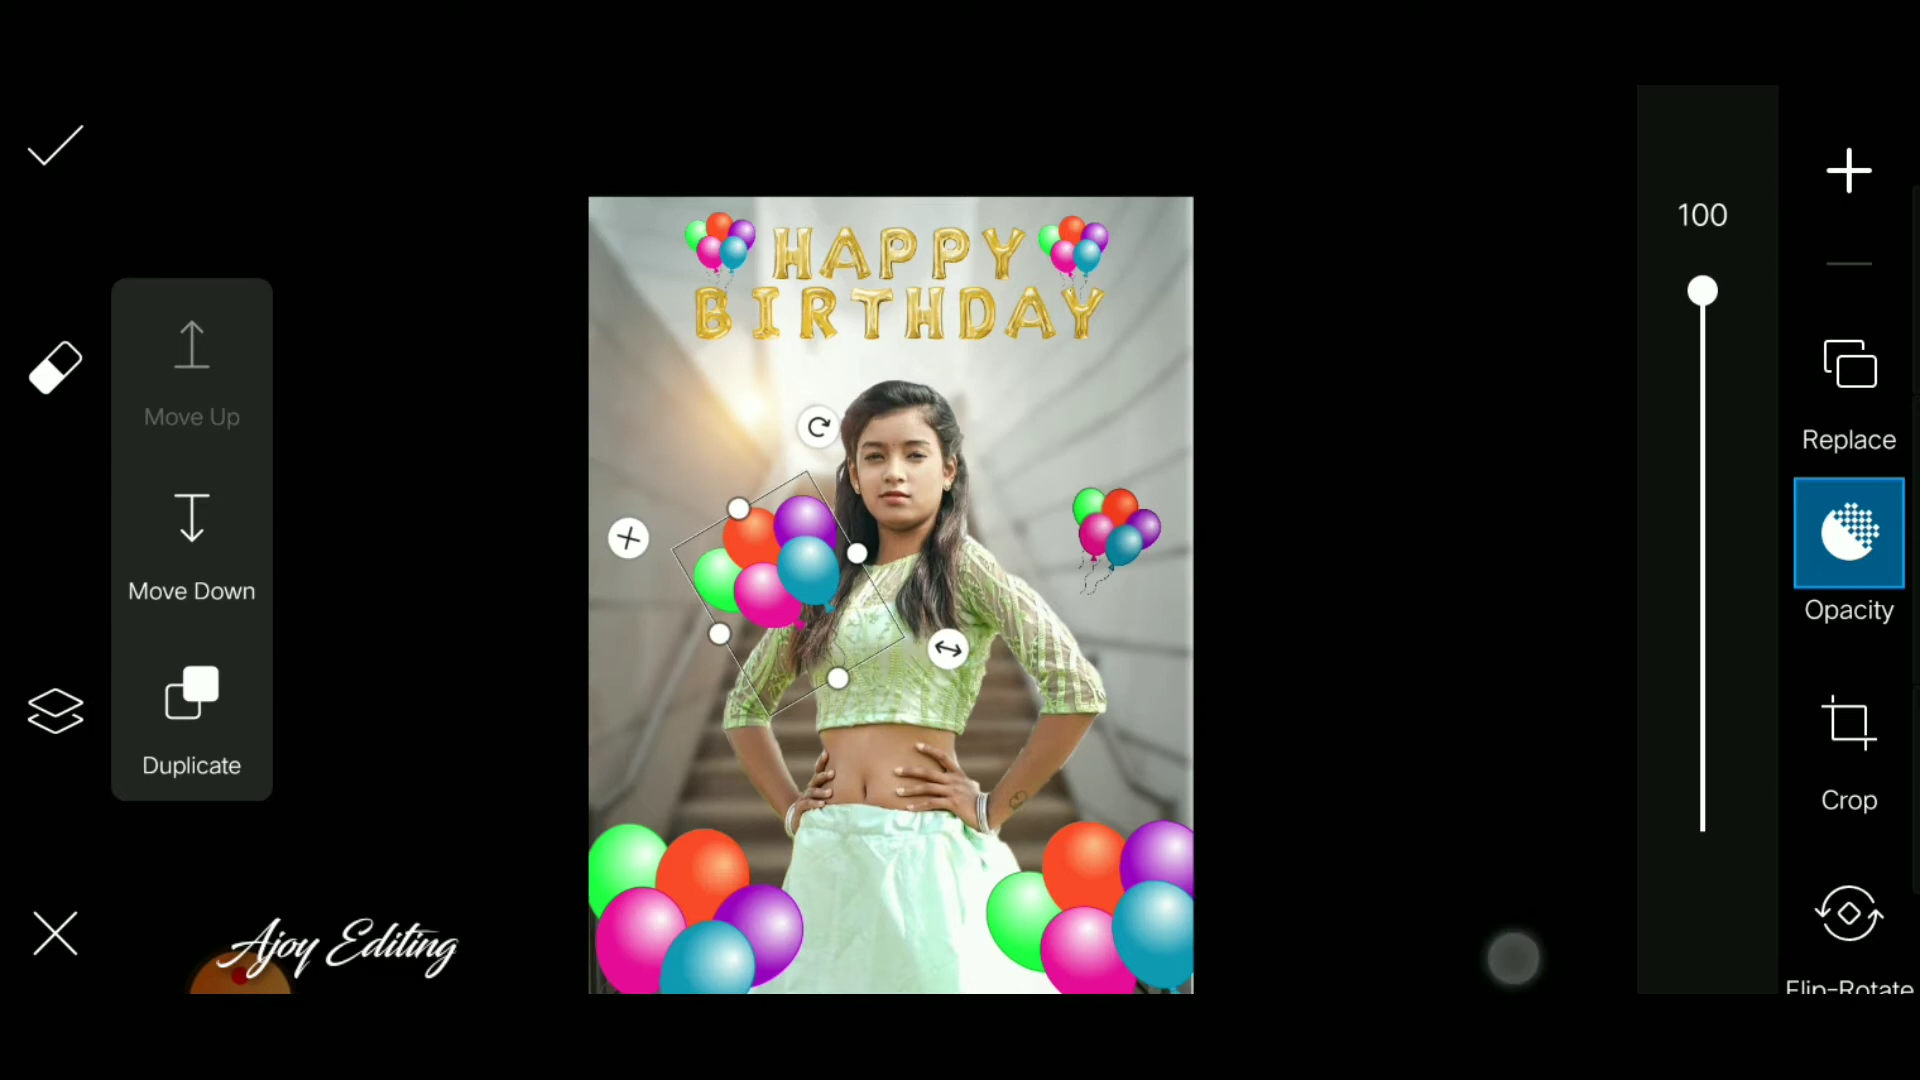 100
HAPPY
BIRTHDAY
Move Up
Replace
Move Down
Opacity
Duplicate
Crop
Ajoy Editing
Flip-Rotate